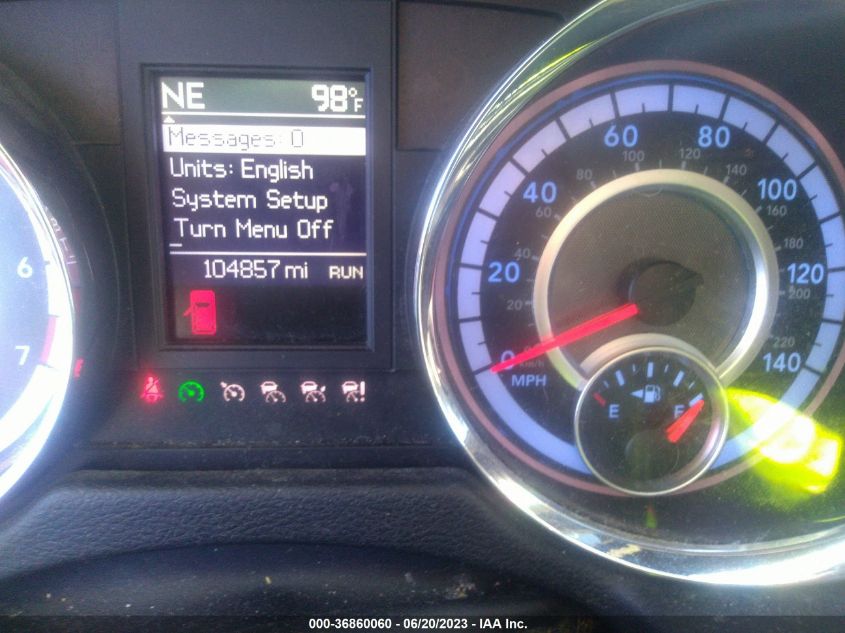 NE 98°F
Messages: 0
Units: English
System Setup
Turn Menu Off
104857 mi RUN
6
7
0 20 40 60 80 100 120 140
MPH
20 40 60 80 100 120 140 160 180 200 220
km/h
E F
000-36860060 - 06/20/2023 - IAA Inc.